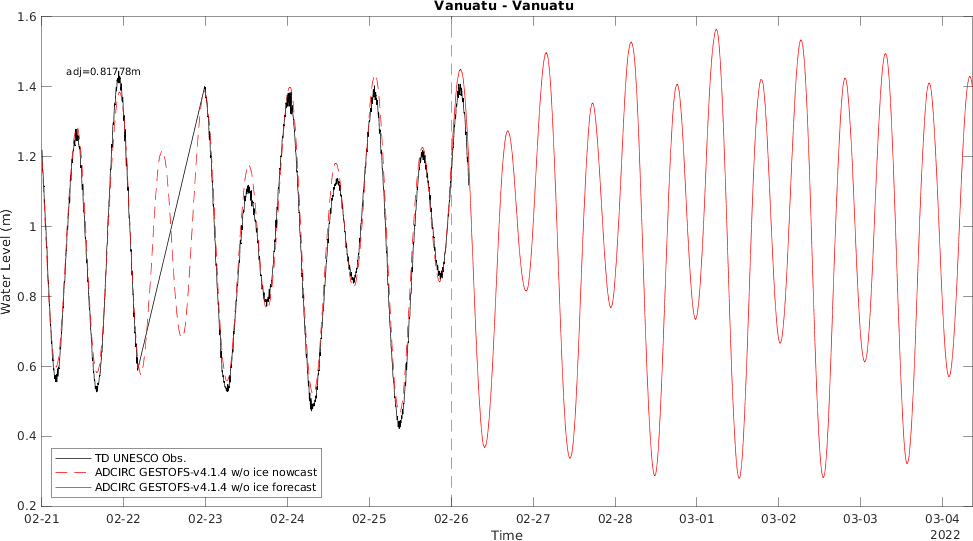 Vanuatu - Vanuatu
1.6
1.4
1.2
1
0.8
0.6
0.4
0.2
Water Level (m)
adj=0.81778m
TD UNESCO Obs.
ADCIRC GESTOFS-v4.1.4 w/o ice nowcast
ADCIRC GESTOFS-v4.1.4 w/o ice forecast
02-21 02-22 02-23 02-24 02-25 02-26 02-27 02-28 03-01 03-02 03-03 03-04
Time 2022